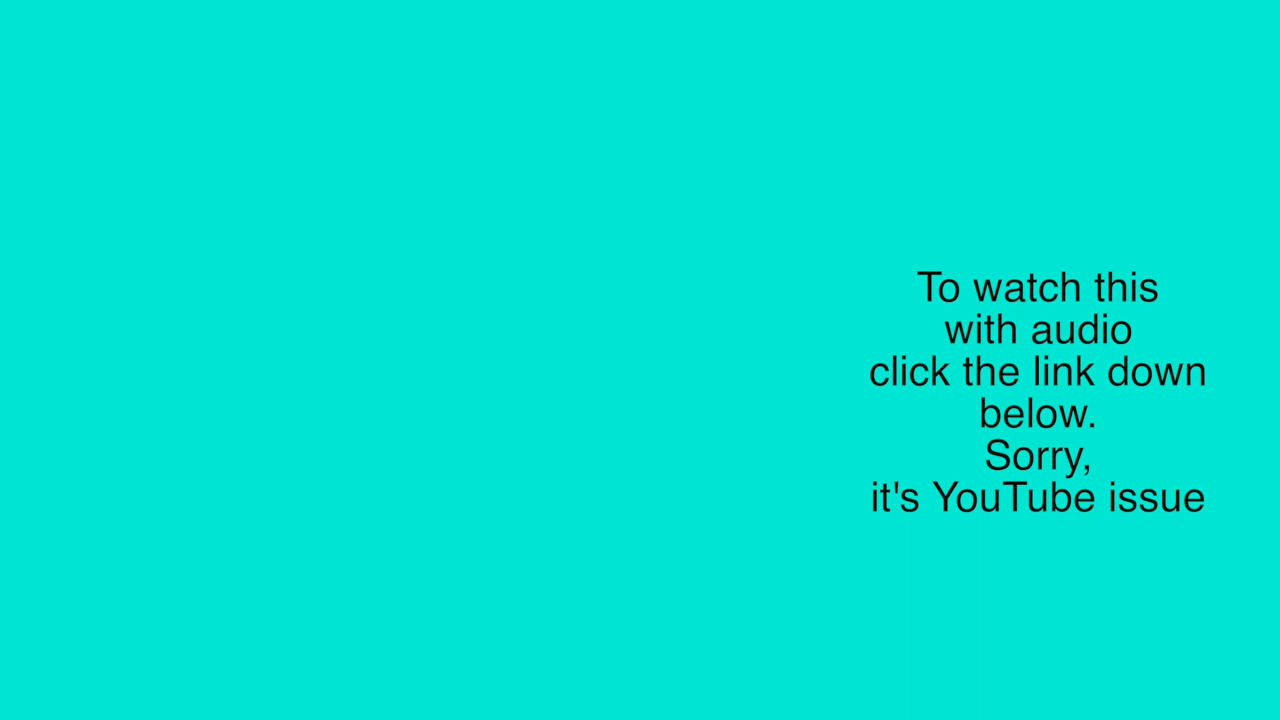 To watch this
with audio
click the link down
below.
Sorry,
it's YouTube issue